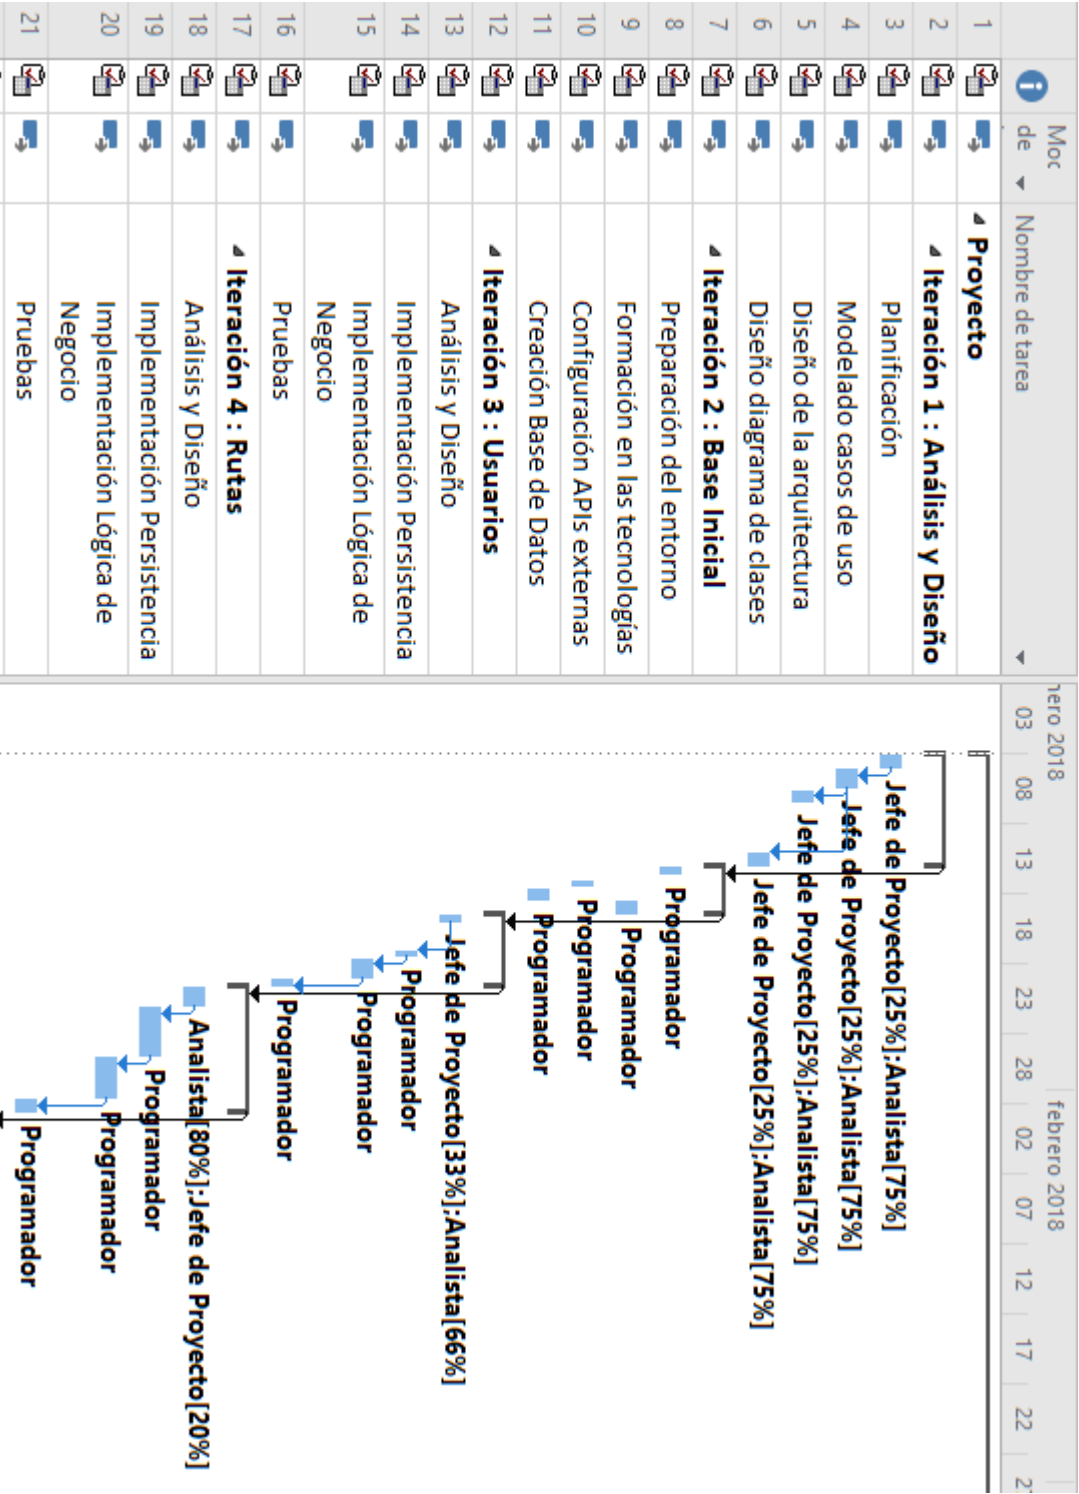 Moc
de
Nombre de tarea
nero 2018
febrero 2018
03 08 13 18 23 28 02 07 12 17 22
1 Proyecto
2 Iteración 1 : Análisis y Diseño
3 Planificación
Jefe de Proyecto[25%];Analista[75%]
4 Modelado casos de uso
Jefe de Proyecto[25%];Analista[75%]
5 Diseño de la arquitectura
Jefe de Proyecto[25%];Analista[75%]
6 Diseño diagrama de clases
Jefe de Proyecto[25%];Analista[75%]
7 Iteración 2 : Base Inicial
8 Preparación del entorno
Programador
9 Formación en las tecnologías
Programador
10 Configuración APIs externas
Programador
11 Creación Base de Datos
Programador
12 Iteración 3 : Usuarios
13 Análisis y Diseño
Jefe de Proyecto[33%];Analista[66%]
14 Implementación Persistencia
Programador
15 Implementación Lógica de
Negocio
Programador
16 Pruebas
Programador
17 Iteración 4 : Rutas
18 Análisis y Diseño
Analista[80%];Jefe de Proyecto[20%]
19 Implementación Persistencia
Programador
20 Implementación Lógica de
Negocio
Programador
21 Pruebas
Programador